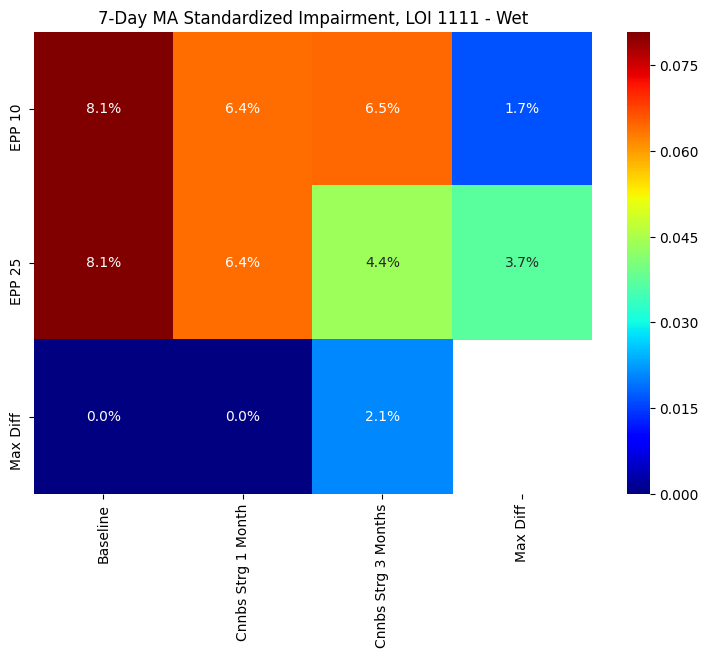 7-Day MA Standardized Impairment, LOI 1111 - Wet
EPP 10
8.1%
6.4%
6.5%
1.7%
EPP 25
8.1%
6.4%
4.4%
3.7%
Max Diff
0.0%
0.0%
2.1%
Baseline
Cnnbs Strg 1 Month
Cnnbs Strg 3 Months
Max Diff
0.075
0.060
0.045
0.030
0.015
0.000